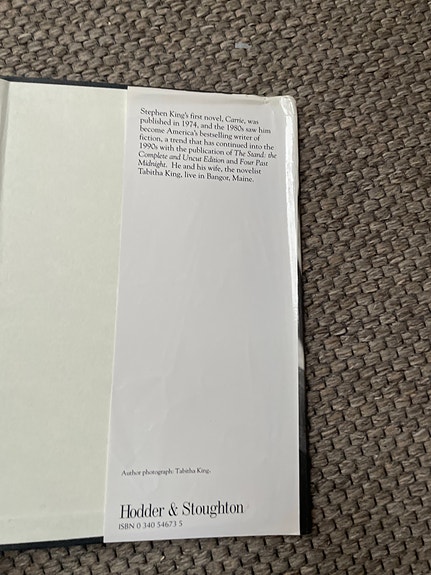 Stephen King's first novel, Carrie, was
published in 1974, and the 1980s saw him
become America's bestselling writer of
fiction, a trend that has continued into the
1990s with the publication of The Stand: the
Complete and Uncut Edition and Four Past
Midnight. He and his wife, the novelist
Tabitha King, live in Bangor, Maine.
Author photograph: Tabitha King.
Hodder & Stoughton
ISBN 0 340 54673 5